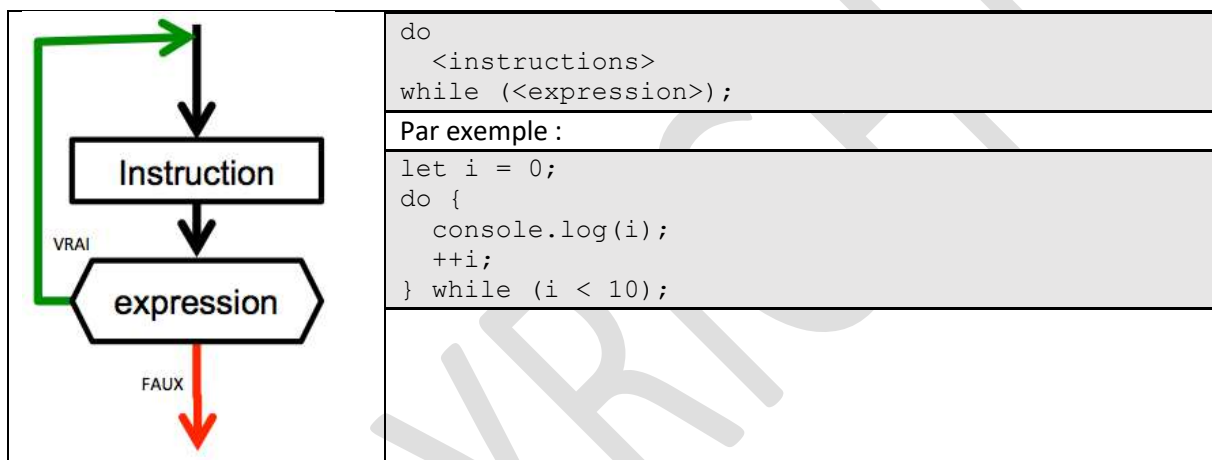 Instruction
VRAI
expression
FAUX
do
<instructions>
while (<expression>);
Par exemple :
let i = 0;
do {
console.log(i);
++i;
} while (i < 10);